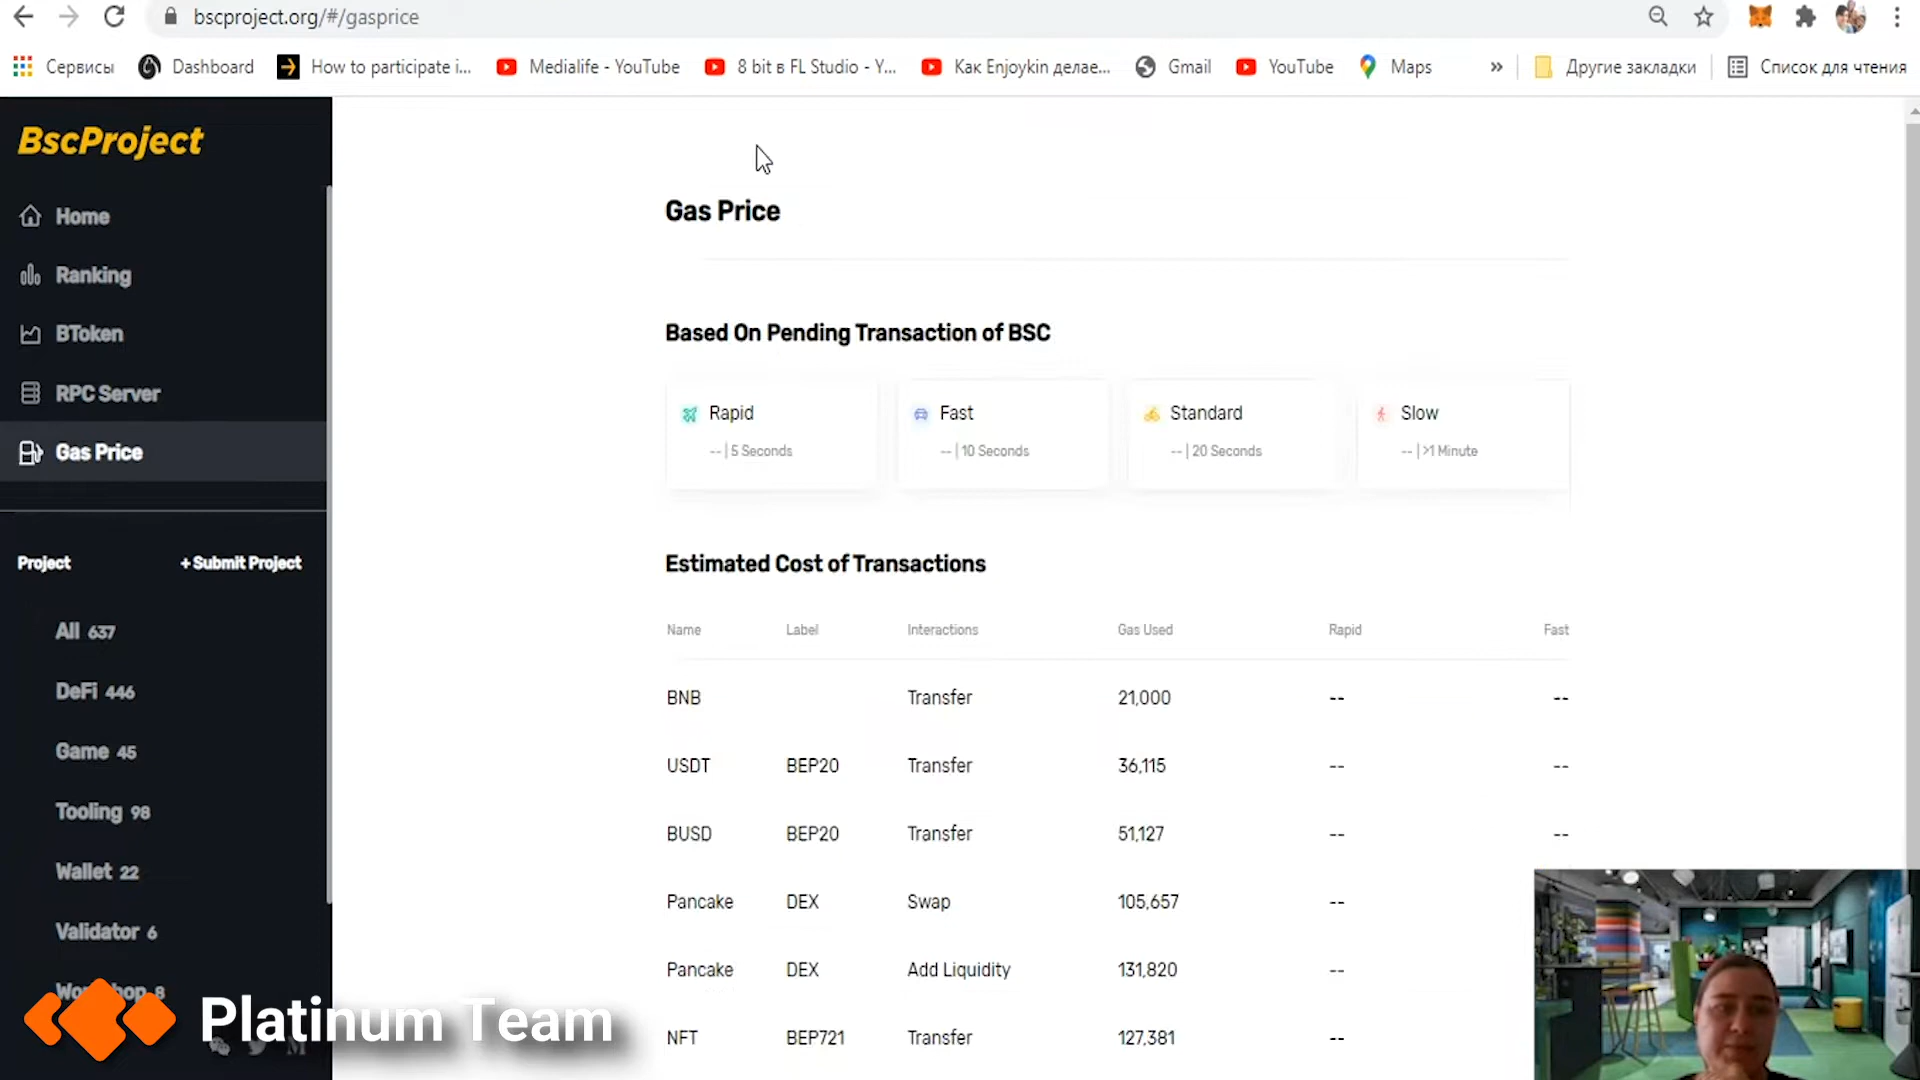 bscproject.org/#/gasprice
Сервисы Dashboard How to participate i... Medialife - YouTube 8 bit в FL Studio - Y... Как Enjoykin делае... Gmail YouTube Maps » Другие закладки Список для чтения
BscProject
Home
Ranking
BToken
RPC Server
Gas Price
Project + Submit Project
All 637
DeFi 446
Game 45
Tooling 98
Wallet 22
Validator 6
Platinum Team
Gas Price
Based On Pending Transaction of BSC
Rapid
-- | 5 Seconds
Fast
-- | 10 Seconds
Standard
-- | 20 Seconds
Slow
-- | >1 Minute
Estimated Cost of Transactions
Name Label Interactions Gas Used Rapid Fast
BNB Transfer 21,000 -- --
USDT BEP20 Transfer 36,115 -- --
BUSD BEP20 Transfer 51,127 -- --
Pancake DEX Swap 105,657 --
Pancake DEX Add Liquidity 131,820 --
NFT BEP721 Transfer 127,381 --